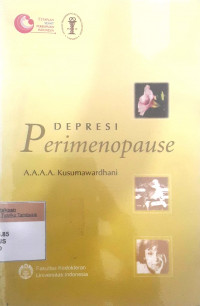 DEPRESI
Perimenopause
A.A.A.A. Kusumawardhani
Fakultas Kedokteran
Universitas Indonesia